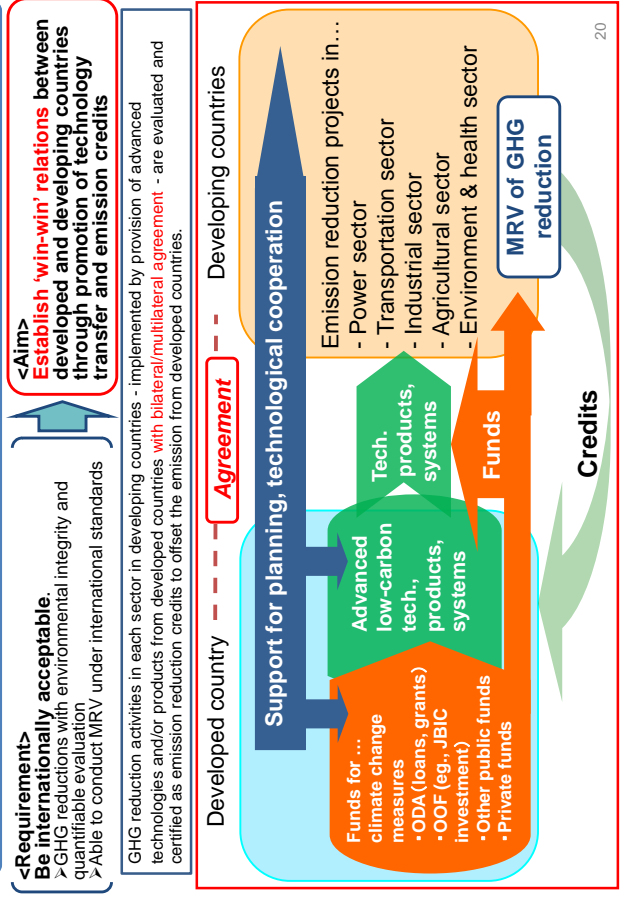 <Requirement>
Be internationally acceptable.
➢GHG reductions with environmental integrity and
quantifiable evaluation
➢Able to conduct MRV under international standards
<Aim>
Establish ‘win-win’ relations between
developed and developing countries
through promotion of technology
transfer and emission credits
GHG reduction activities in each sector in developing countries - implemented by provision of advanced
technologies and/or products from developed countries with bilateral/multilateral agreement - are evaluated and
certified as emission reduction credits to offset the emission from developed countries.
Developed country
Agreement
Developing countries
Support for planning, technological cooperation
Funds for …
climate change
measures
・ODA（loans, grants）
・OOF (eg., JBIC
investment)
・Other public funds
・Private funds
Advanced
low-carbon
tech.,
products,
systems
Tech.
products,
systems
Funds
Emission reduction projects in…
- Power sector
- Transportation sector
- Industrial sector
- Agricultural sector
- Environment & health sector
MRV of GHG
reduction
Credits
20